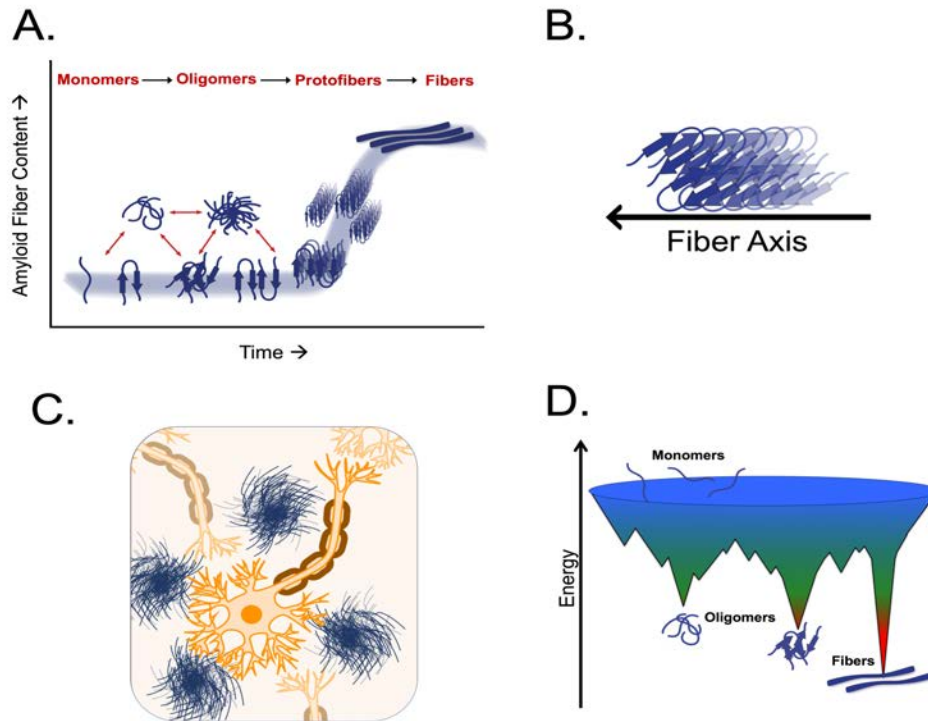 A.
Monomers → Oligomers → Protofibers → Fibers
Amyloid Fiber Content →
Time →
B.
Fiber Axis
C.
D.
Monomers
Energy
Oligomers
Fibers